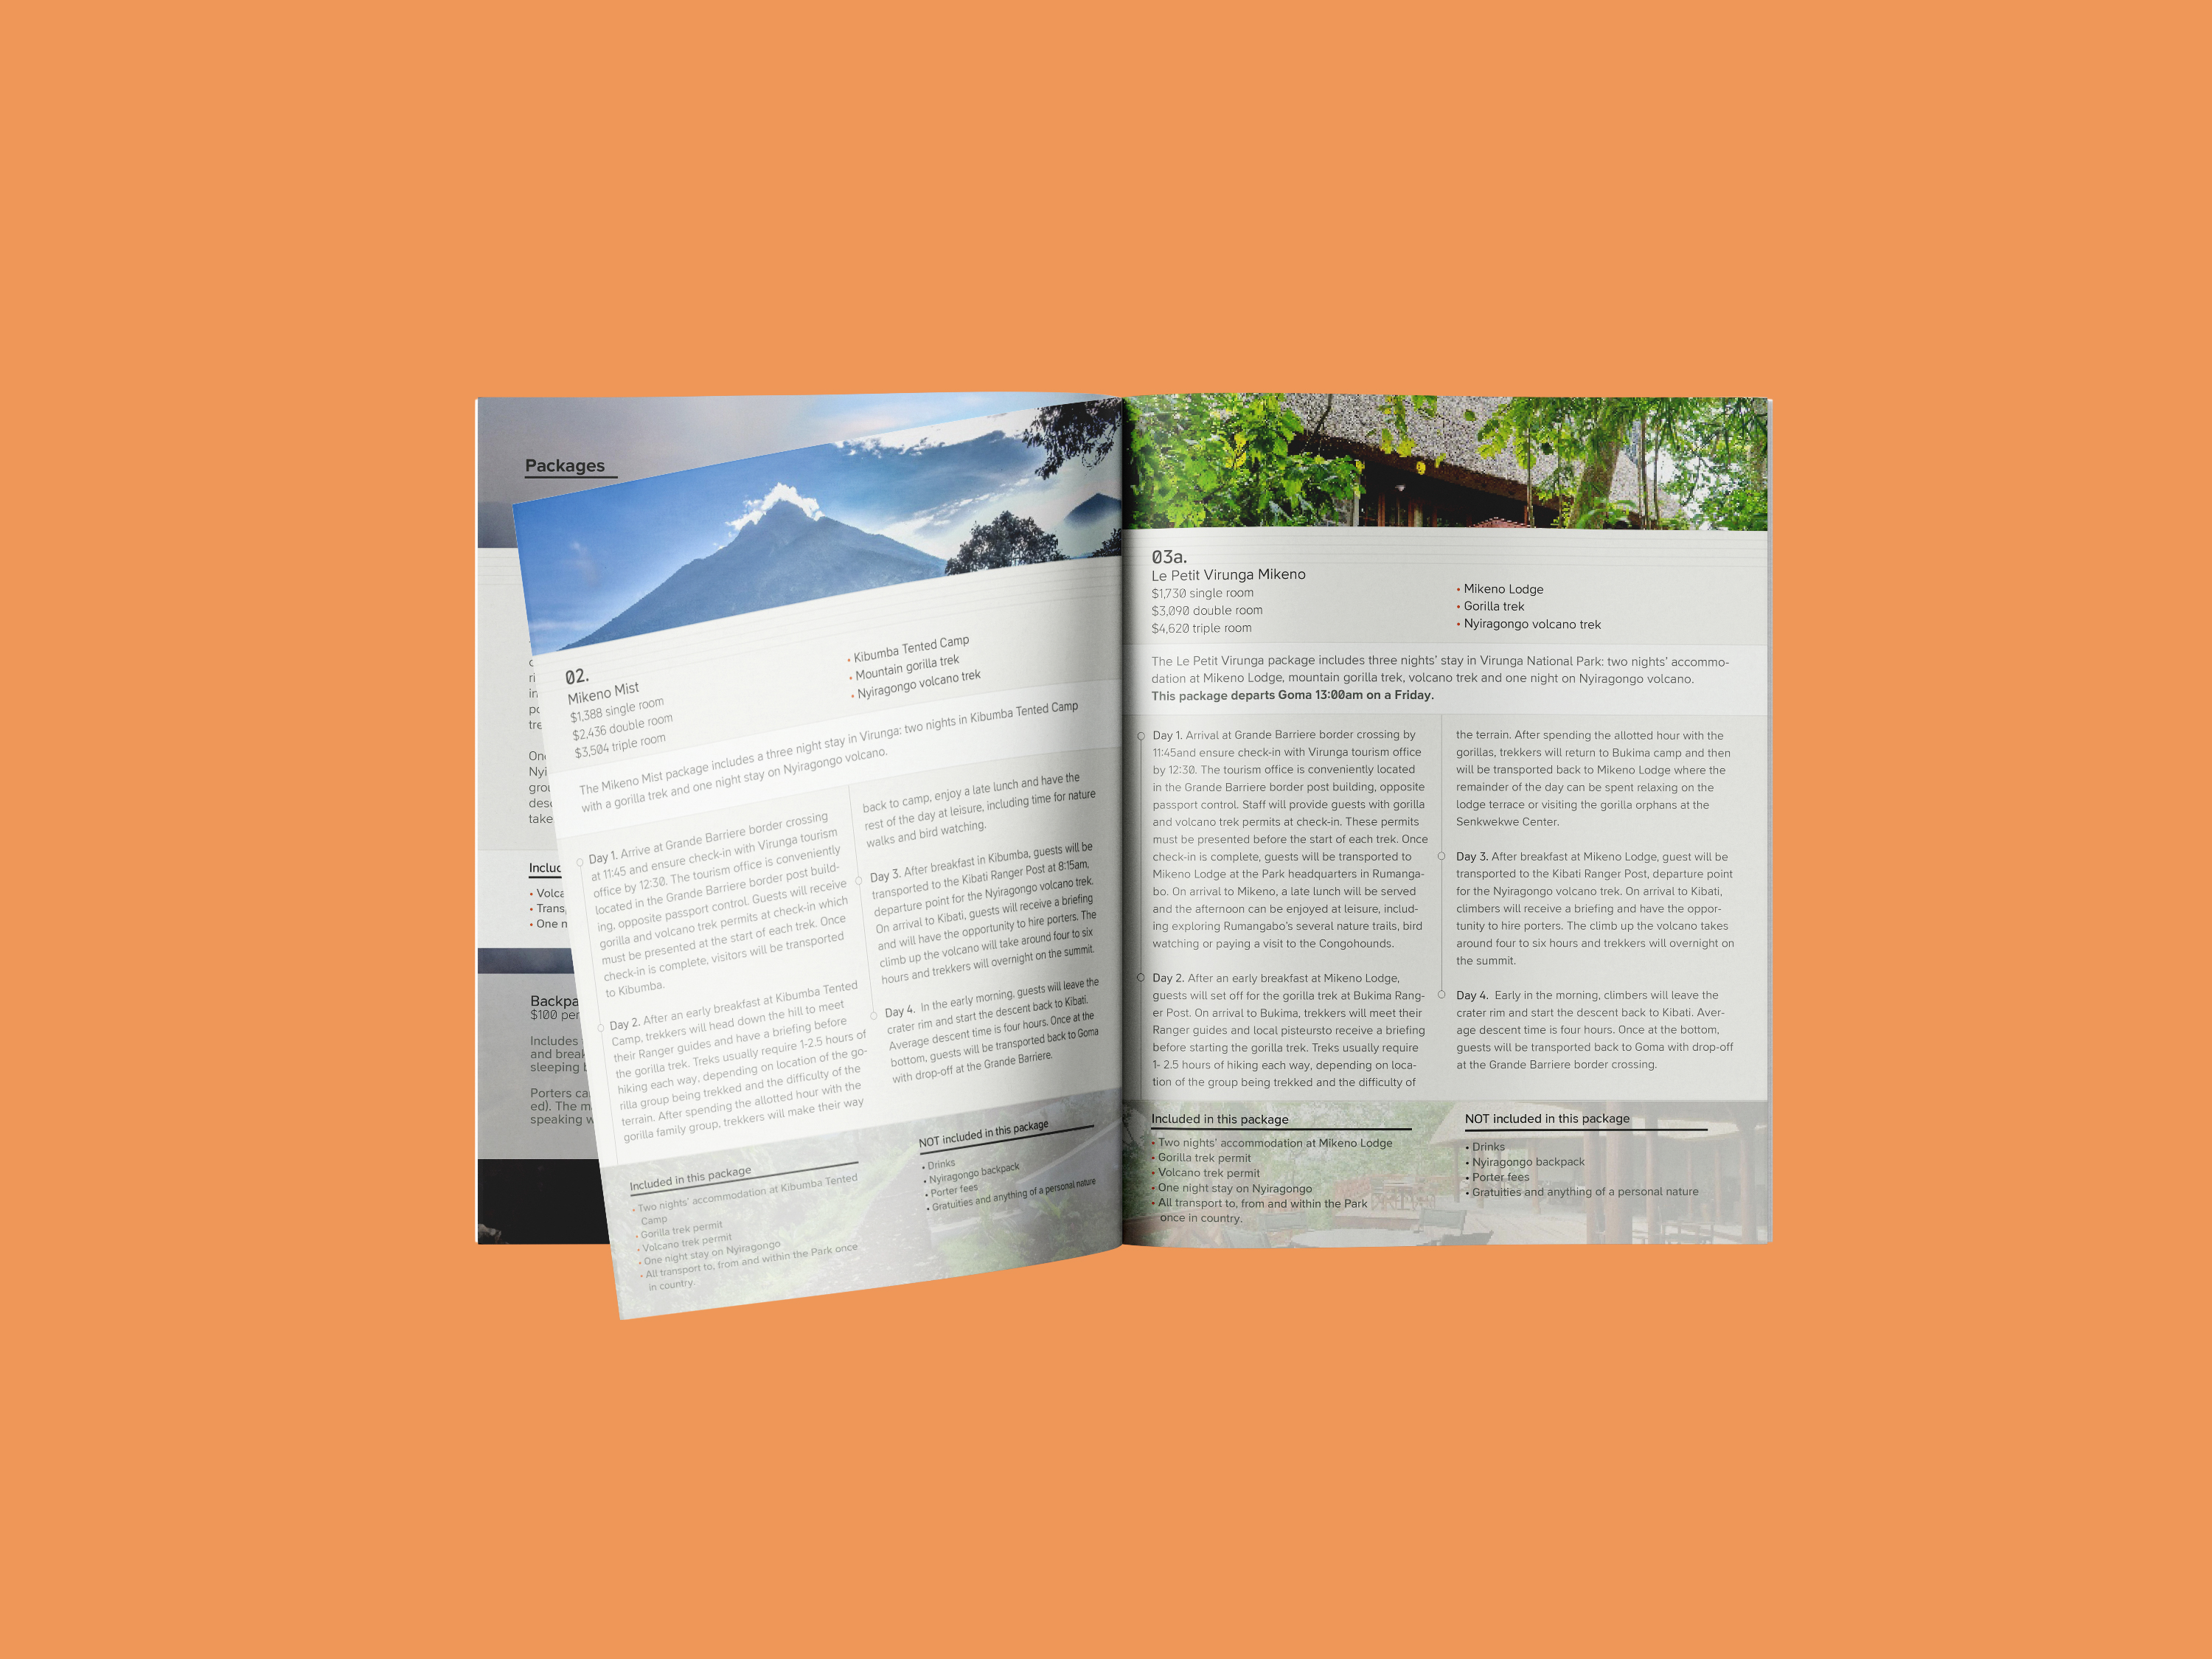 Packages
Includ
• Volca
• Trans
• One n
Backpa
$100 per
Includes
and break
sleeping b
Porters ca
ed). The m
speaking w
02.
Mikeno Mist
$1,388 single room
$2,436 double room
$3,504 triple room
• Kibumba Tented Camp
• Mountain gorilla trek
• Nyiragongo volcano trek
The Mikeno Mist package includes a three night stay in Virunga: two nights in Kibumba Tented Camp
with a gorilla trek and one night stay on Nyiragongo volcano.
Day 1. Arrive at Grande Barriere border crossing
at 11:45 and ensure check-in with Virunga tourism
office by 12:30. The tourism office is conveniently
located in the Grande Barriere border post build-
ing, opposite passport control. Guests will receive
gorilla and volcano trek permits at check-in which
must be presented at the start of each trek. Once
check-in is complete, visitors will be transported
to Kibumba.
Day 2. After an early breakfast at Kibumba Tented
Camp, trekkers will head down the hill to meet
their Ranger guides and have a briefing before
the gorilla trek. Treks usually require 1-2.5 hours of
hiking each way, depending on location of the go-
rilla group being trekked and the difficulty of the
terrain. After spending the allotted hour with the
gorilla family group, trekkers will make their way
back to camp, enjoy a late lunch and have the
rest of the day at leisure, including time for nature
walks and bird watching.
Day 3. After breakfast in Kibumba, guests will be
transported to the Kibati Ranger Post at 8:15am,
departure point for the Nyiragongo volcano trek.
On arrival to Kibati, guests will receive a briefing
and will have the opportunity to hire porters. The
climb up the volcano will take around four to six
hours and trekkers will overnight on the summit.
Day 4. In the early morning, guests will leave the
crater rim and start the descent back to Kibati.
Average descent time is four hours. Once at the
bottom, guests will be transported back to Goma
with drop-off at the Grande Barriere.
Included in this package
• Two nights' accommodation at Kibumba Tented
Camp
• Gorilla trek permit
• Volcano trek permit
• One night stay on Nyiragongo
• All transport to, from and within the Park once
in country.
NOT included in this package
• Drinks
• Nyiragongo backpack
• Porter fees
• Gratuities and anything of a personal nature
03a.
Le Petit Virunga Mikeno
$1,730 single room
$3,090 double room
$4,620 triple room
• Mikeno Lodge
• Gorilla trek
• Nyiragongo volcano trek
The Le Petit Virunga package includes three nights' stay in Virunga National Park: two nights' accommo-
dation at Mikeno Lodge, mountain gorilla trek, volcano trek and one night on Nyiragongo volcano.
This package departs Goma 13:00am on a Friday.
Day 1. Arrival at Grande Barriere border crossing by
11:45and ensure check-in with Virunga tourism office
by 12:30. The tourism office is conveniently located
in the Grande Barriere border post building, opposite
passport control. Staff will provide guests with gorilla
and volcano trek permits at check-in. These permits
must be presented before the start of each trek. Once
check-in is complete, guests will be transported to
Mikeno Lodge at the Park headquarters in Rumanga-
bo. On arrival to Mikeno, a late lunch will be served
and the afternoon can be enjoyed at leisure, includ-
ing exploring Rumangabo's several nature trails, bird
watching or paying a visit to the Congohounds.
Day 2. After an early breakfast at Mikeno Lodge,
guests will set off for the gorilla trek at Bukima Rang-
er Post. On arrival to Bukima, trekkers will meet their
Ranger guides and local pisteursto receive a briefing
before starting the gorilla trek. Treks usually require
1- 2.5 hours of hiking each way, depending on loca-
tion of the group being trekked and the difficulty of
the terrain. After spending the allotted hour with the
gorillas, trekkers will return to Bukima camp and then
will be transported back to Mikeno Lodge where the
remainder of the day can be spent relaxing on the
lodge terrace or visiting the gorilla orphans at the
Senkwekwe Center.
Day 3. After breakfast at Mikeno Lodge, guest will be
transported to the Kibati Ranger Post, departure point
for the Nyiragongo volcano trek. On arrival to Kibati,
climbers will receive a briefing and have the oppor-
tunity to hire porters. The climb up the volcano takes
around four to six hours and trekkers will overnight on
the summit.
Day 4. Early in the morning, climbers will leave the
crater rim and start the descent back to Kibati. Aver-
age descent time is four hours. Once at the bottom,
guests will be transported back to Goma with drop-off
at the Grande Barriere border crossing.
Included in this package
• Two nights' accommodation at Mikeno Lodge
• Gorilla trek permit
• Volcano trek permit
• One night stay on Nyiragongo
• All transport to, from and within the Park
once in country.
NOT included in this package
• Drinks
• Nyiragongo backpack
• Porter fees
• Gratuities and anything of a personal nature